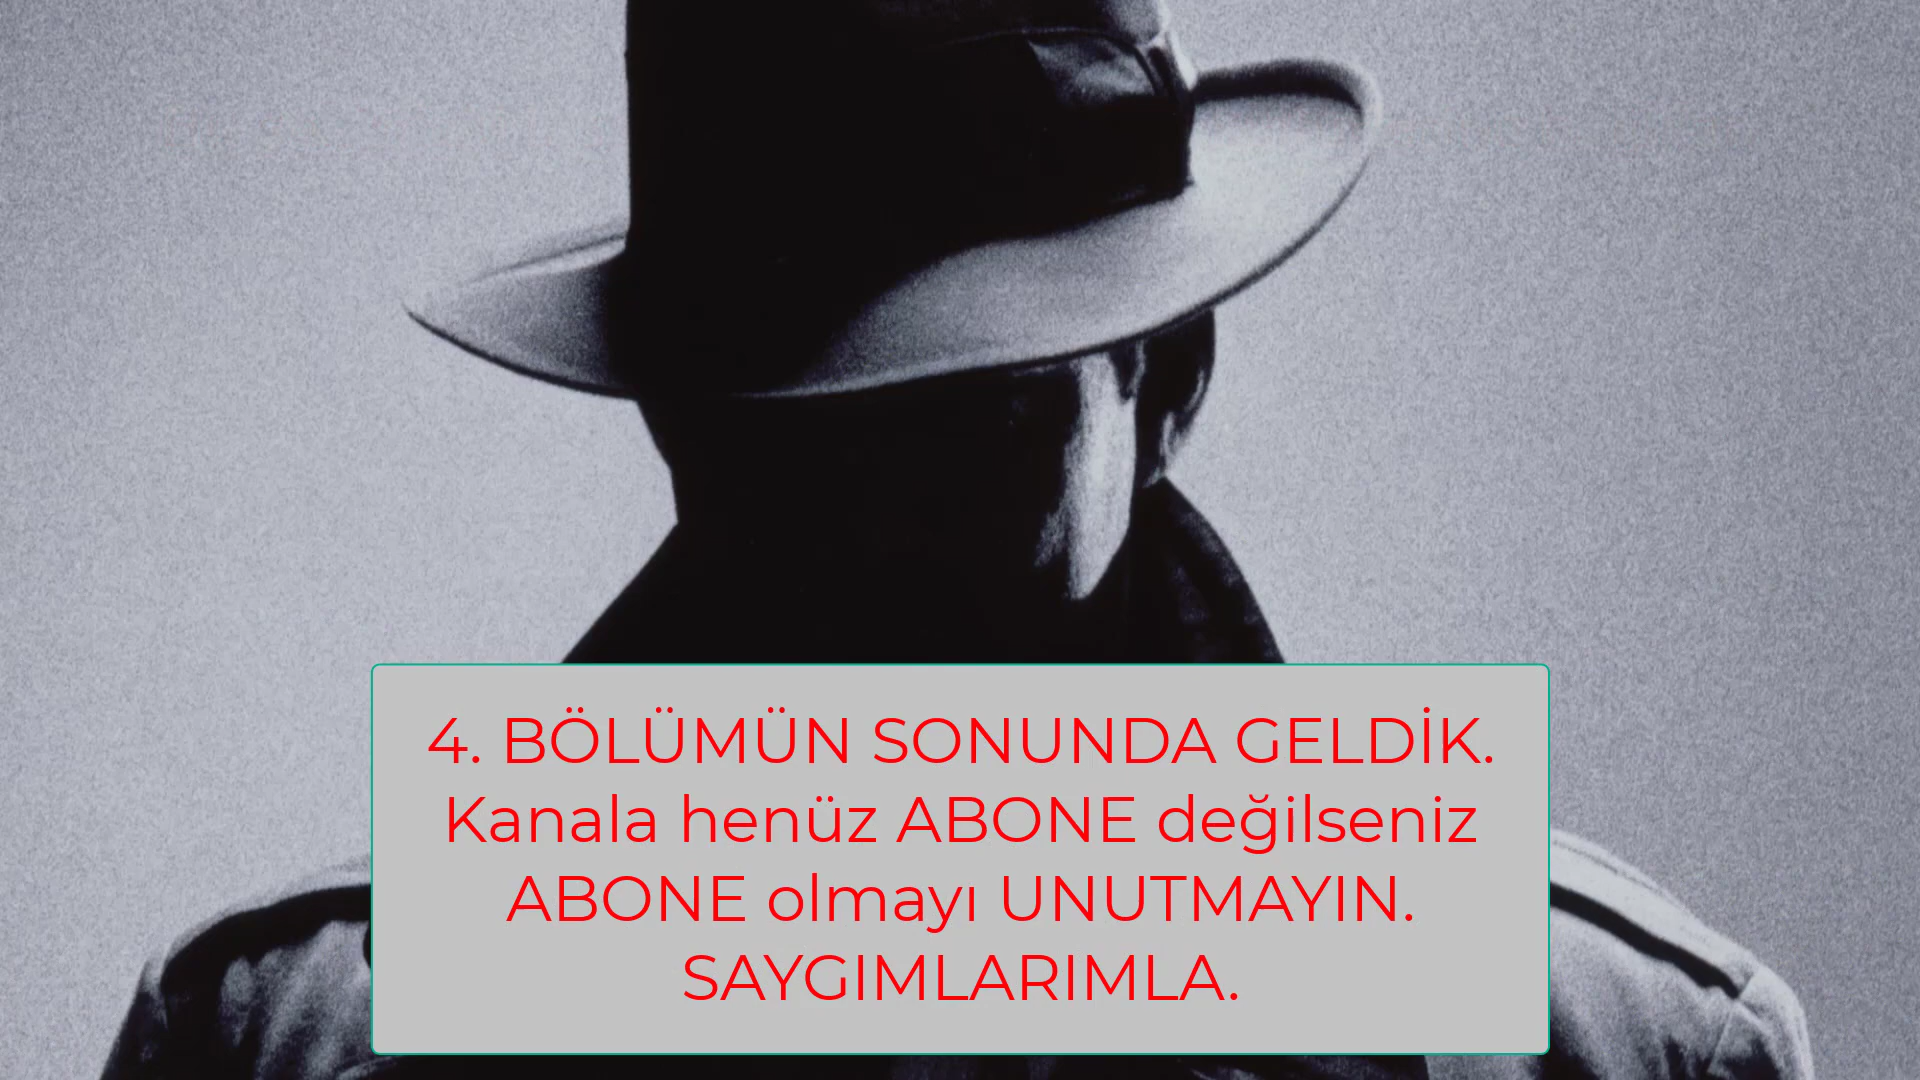 4. BÖLÜMÜN SONUNDA GELDİK.
Kanala henüz ABONE değilseniz
ABONE olmayı UNUTMAYIN.
SAYGIMLARIMLA.